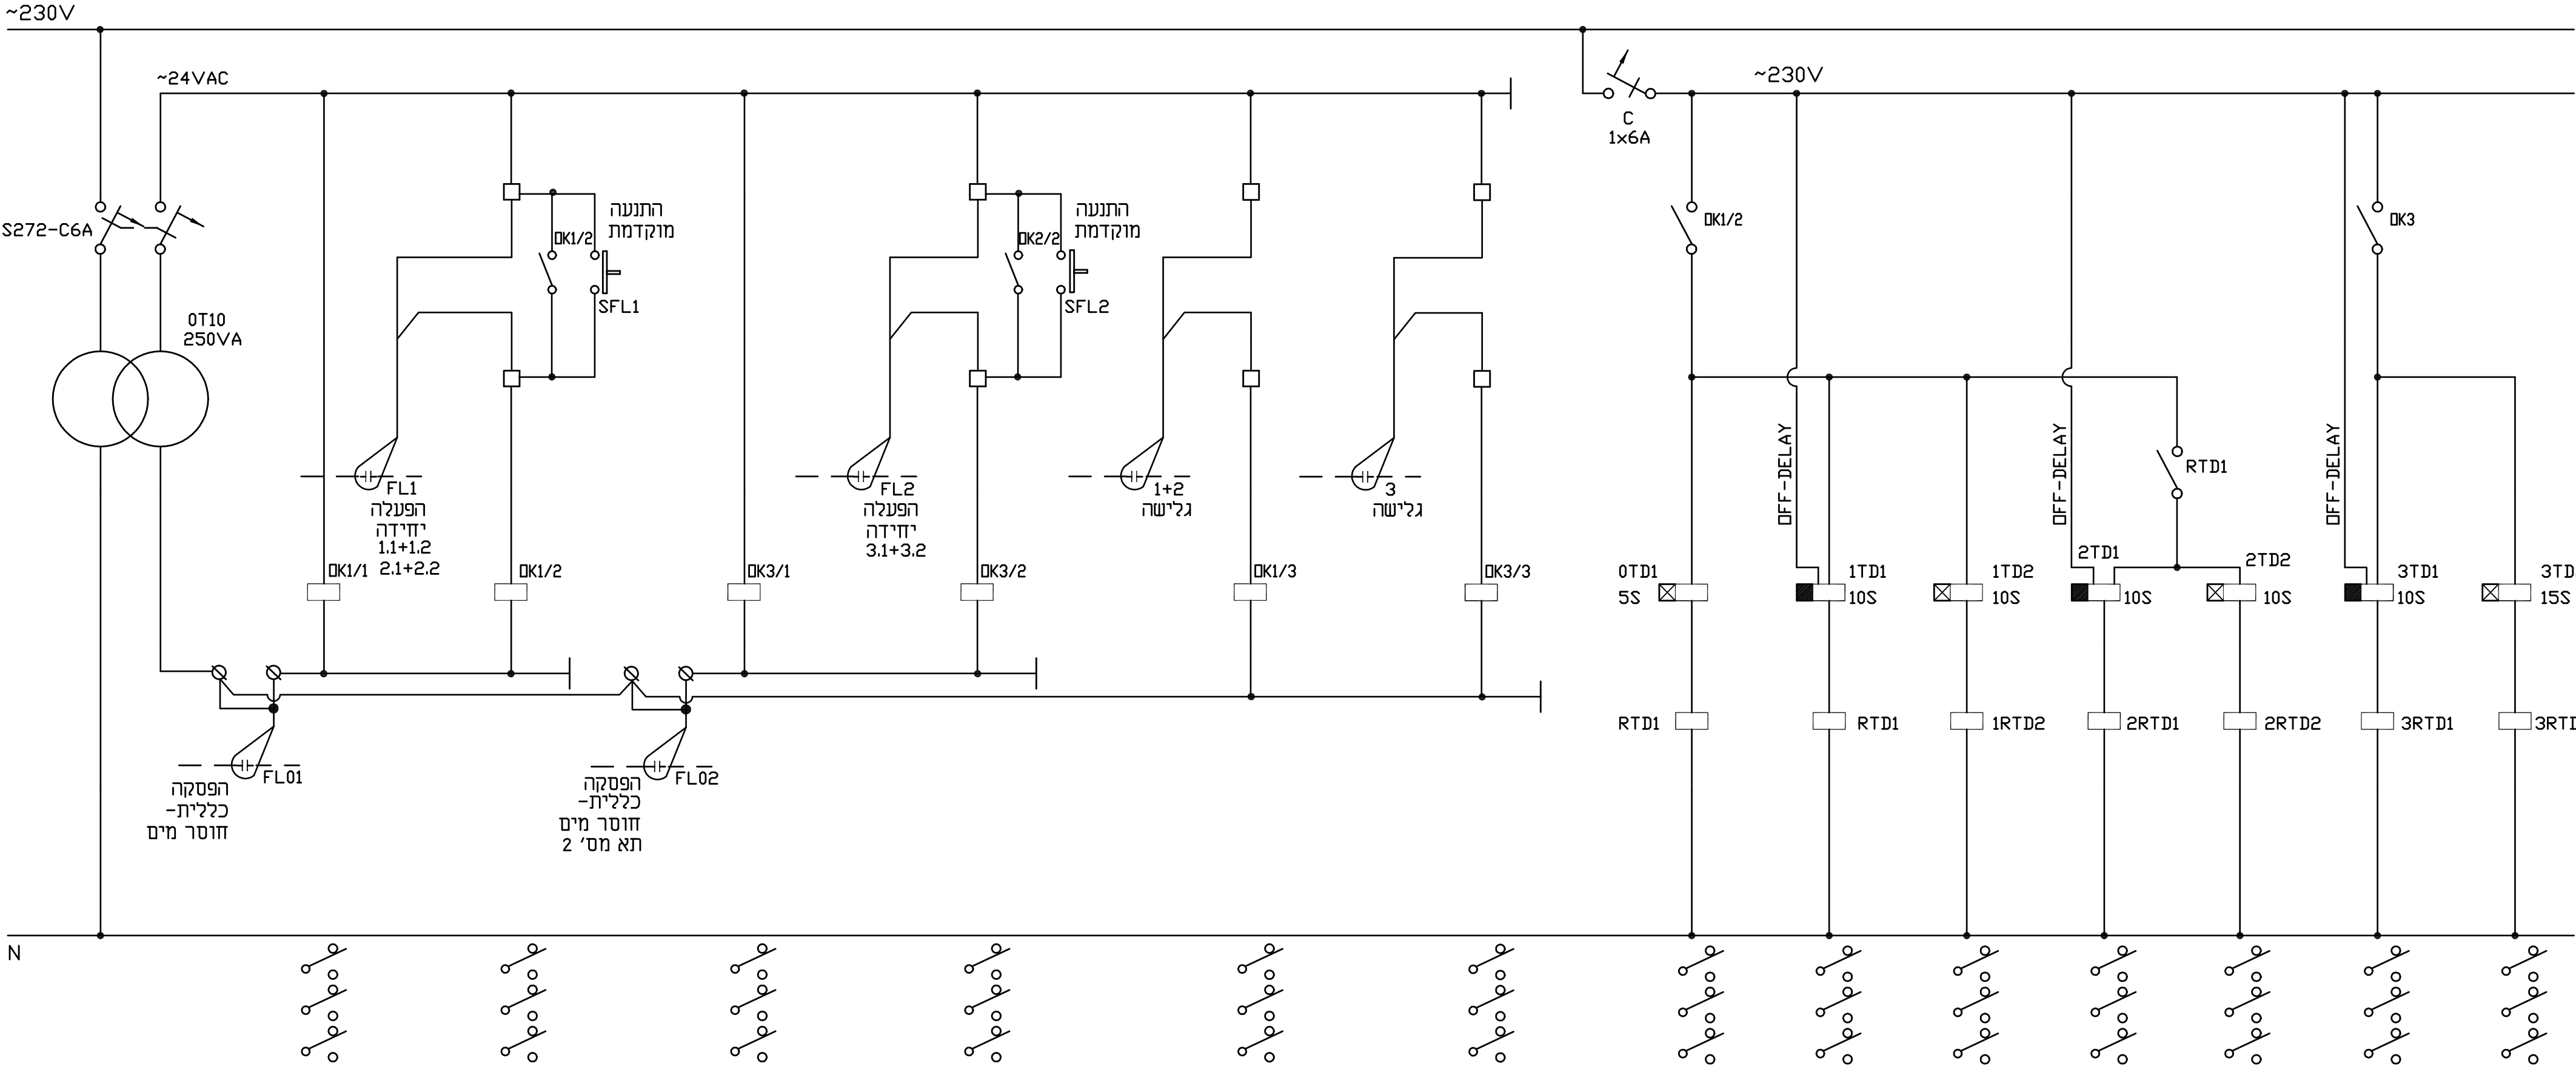 ~230V
~24VAC
~230V
C
1x6A
S272-C6A
OK1/2
התנעה
מוקדמת
SFL1
OK2/2
התנעה
מוקדמת
SFL2
OK1/2
OK3
0T10
250VA
OFF-DELAY
OFF-DELAY
RTD1
OFF-DELAY
FL1
הפעלה
יחידה
1.1+1.2
2.1+2.2
FL2
הפעלה
יחידה
3.1+3.2
1+2
גלישה
3
גלישה
OK1/1
OK1/2
OK3/1
OK3/2
OK1/3
OK3/3
0TD1
5S
1TD1
10S
1TD2
10S
2TD1
10S
2TD2
10S
3TD1
10S
3TD
15S
RTD1
RTD1
1RTD2
2RTD1
2RTD2
3RTD1
FL01
הפסקה
כללית-
חוסר מים
FL02
הפסקה
כללית-
חוסר מים
תא מס' 2
N